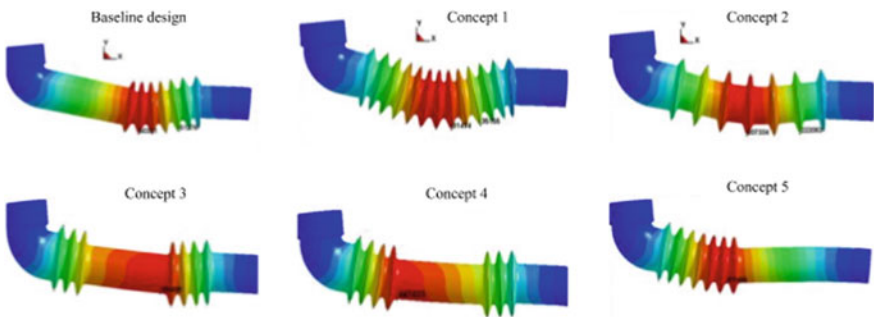 Baseline design
Concept 1
Concept 2
Y
X
Y
X
Y
X
Concept 3
Concept 4
Concept 5